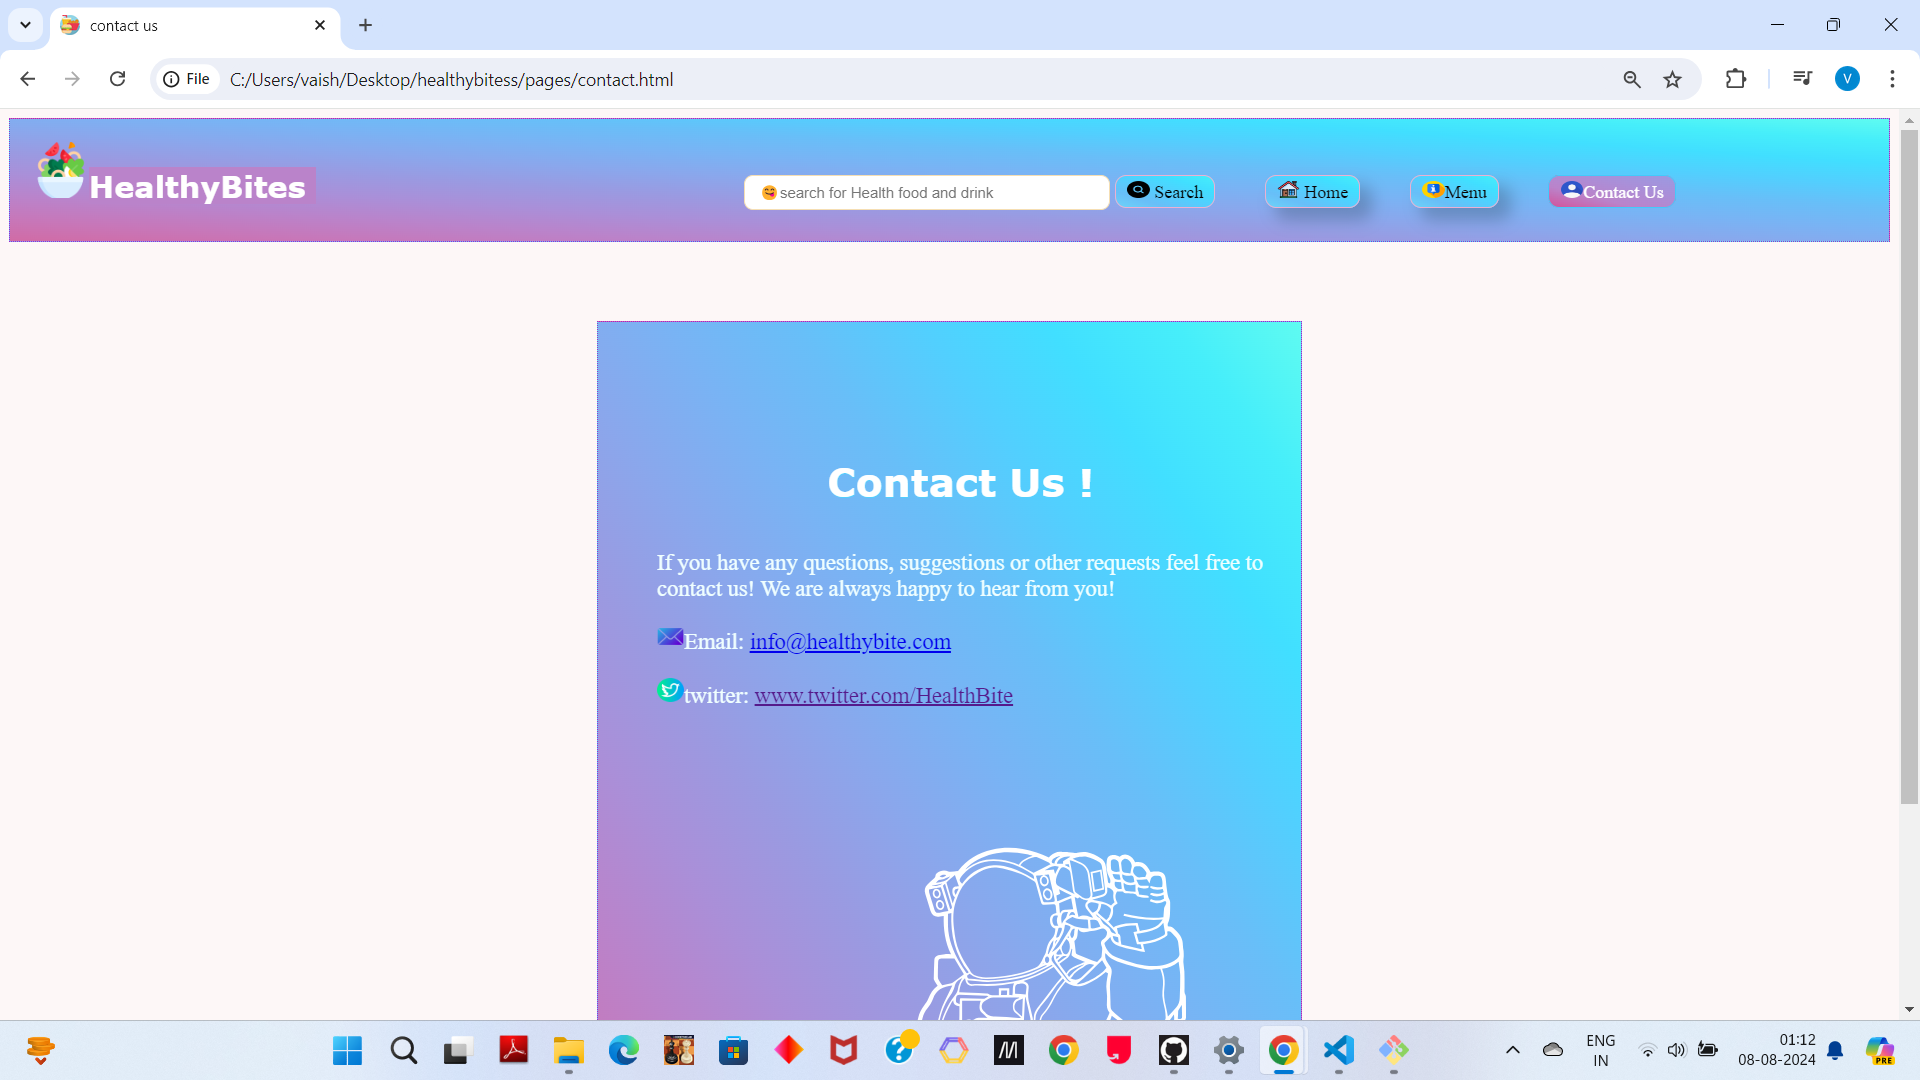 contact us
File
C:/Users/vaish/Desktop/healthybitess/pages/contact.html
V
HealthyBites
search for Health food and drink
Search
Home
Menu
Contact Us
Contact Us !
If you have any questions, suggestions or other requests feel free to
contact us! We are always happy to hear from you!
Email: info@healthybite.com
twitter: www.twitter.com/HealthBite
ENG
IN
01:12
08-08-2024
PRE